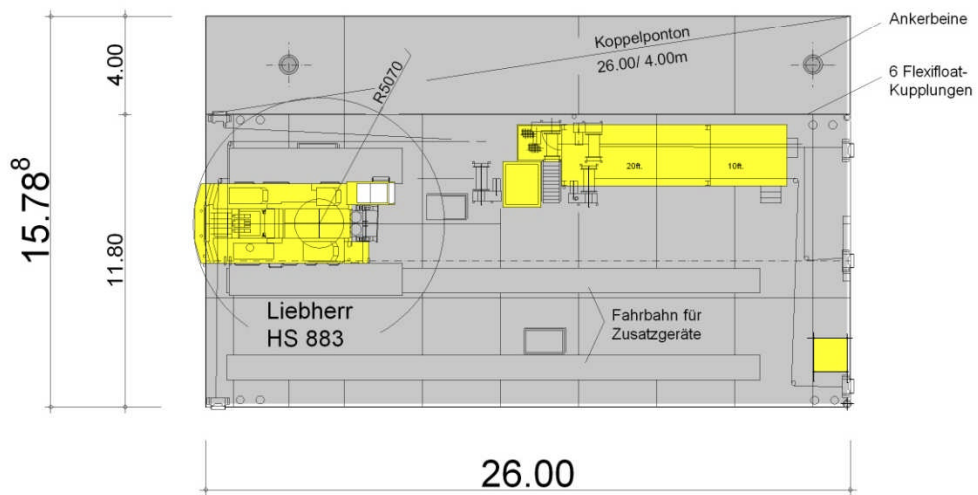 Ankerbeine
Koppelponton
26.00/ 4.00m
4.00
R5070
6 Flexifloat-
Kupplungen
20ft.
10ft.
15.78⁸
11.80
Liebherr
HS 883
Fahrbahn für
Zusatzgeräte
26.00